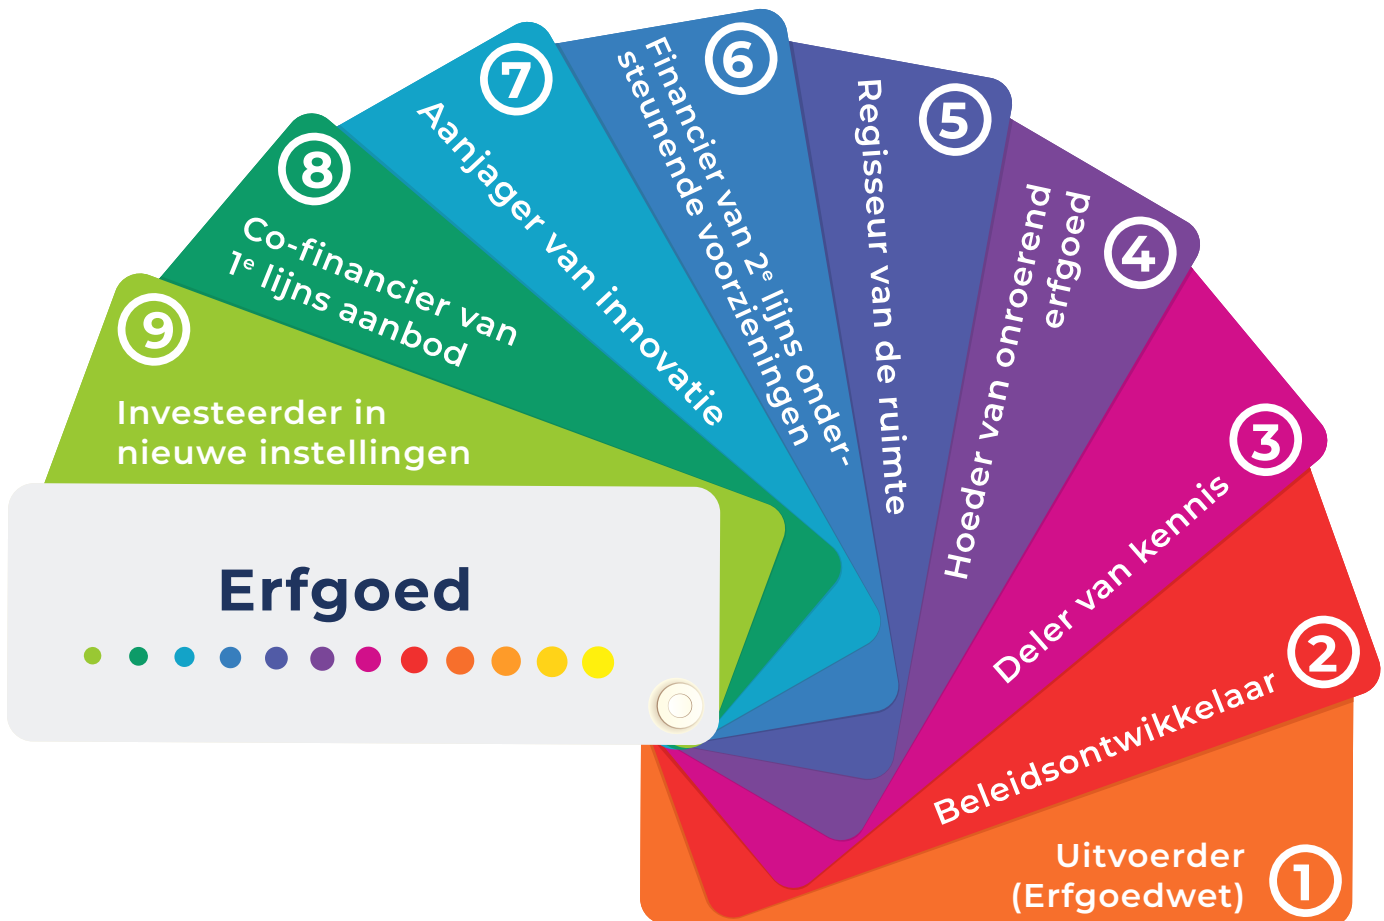 Erfgoed
1
Uitvoerder
(Erfgoedwet)
2
Beleidsontwikkelaar
3
Deler van kennis
4
Hoeder van onroerend
erfgoed
5
Regisseur van de ruimte
6
Financier van 2e lijns onder-
steunende voorzieningen
7
Aanjager van innovatie
8
Co-financier van
1e lijns aanbod
9
Investeerder in
nieuwe instellingen